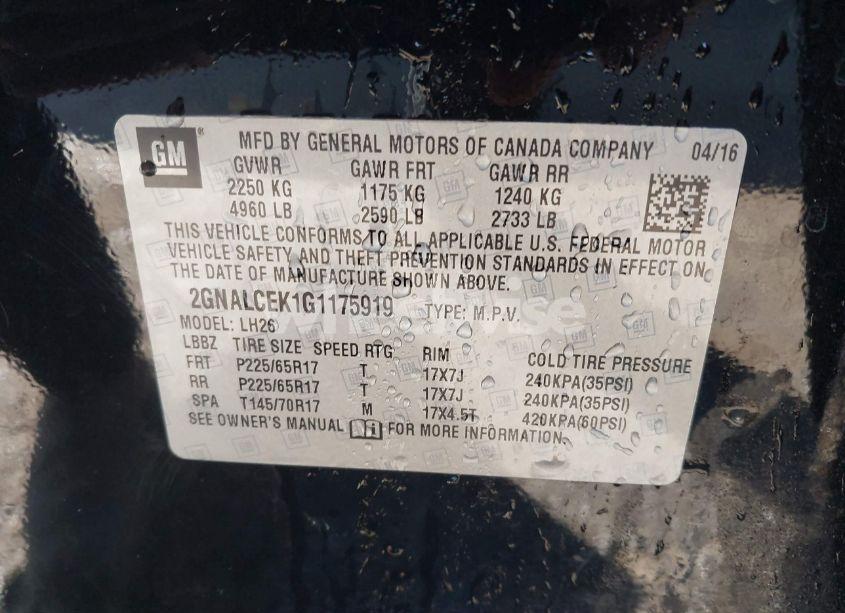 GM ® MFD BY GENERAL MOTORS OF CANADA COMPANY 04/16
GVWR GAWR FRT GAWR RR
2250 KG 1175 KG 1240 KG
4960 LB 2590 LB 2733 LB
THIS VEHICLE CONFORMS TO ALL APPLICABLE U.S. FEDERAL MOTOR
VEHICLE SAFETY AND THEFT PREVENTION STANDARDS IN EFFECT ON
THE DATE OF MANUFACTURE SHOWN ABOVE.
2GNALCEK1G1175919 TYPE: M.P.V.
MODEL: LH26
LBBZ TIRE SIZE SPEED RTG RIM COLD TIRE PRESSURE
FRT P225/65R17 T 17X7J 240KPA(35PSI)
RR P225/65R17 T 17X7J 240KPA(35PSI)
SPA T145/70R17 M 17X4.5T 420KPA(60PSI)
SEE OWNER'S MANUAL FOR MORE INFORMATION.